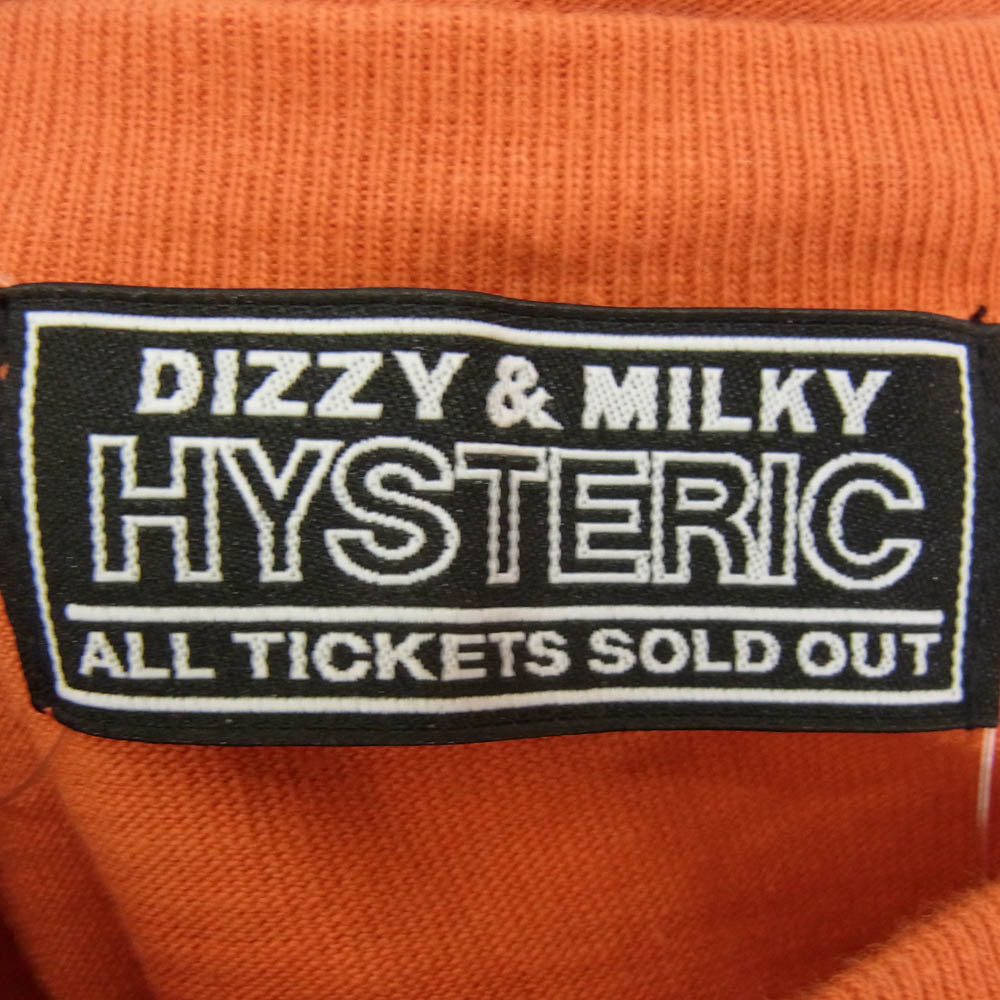 DIZZY & MILKY
HYSTERIC
ALL TICKETS SOLD OUT